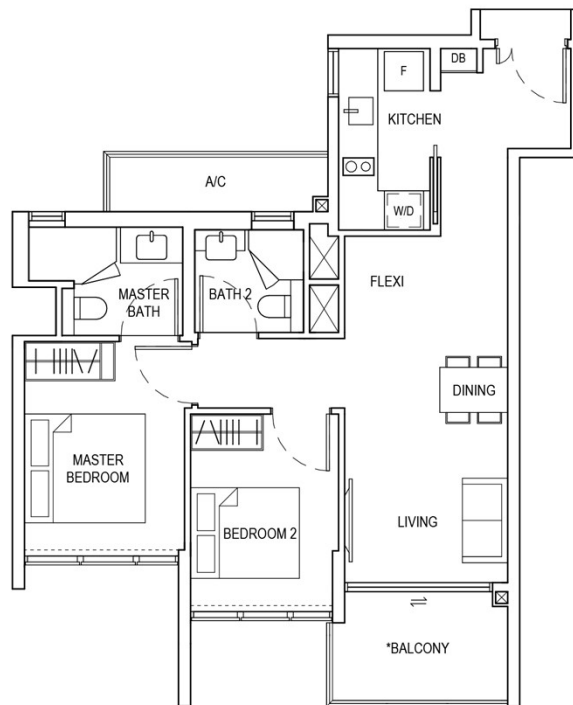 DB
F
KITCHEN
A/C
W/D
FLEXI
MASTER
BATH
BATH 2
DINING
MASTER
BEDROOM
LIVING
BEDROOM 2
*BALCONY